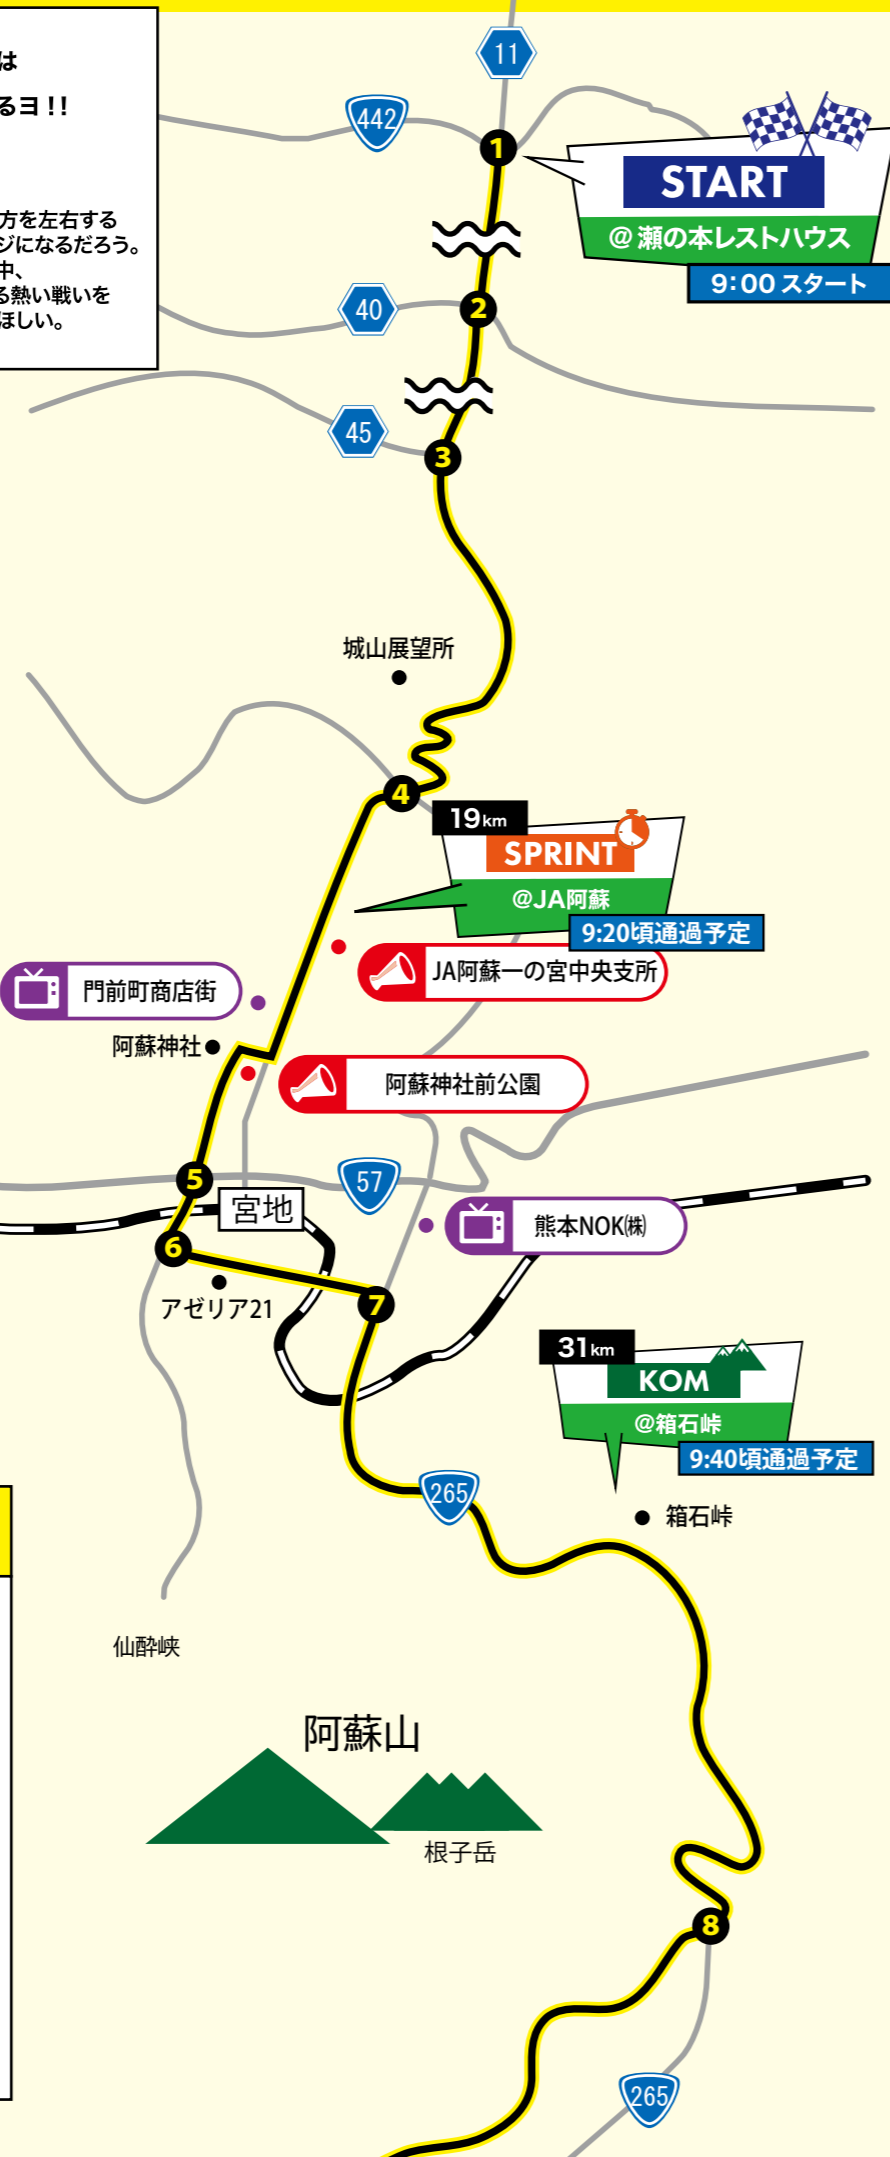 は
るヨ!!
方を左右する
ジになるだろう。
中、
る熱い戦いを
ほしい。
11
442
1
START
@瀬の本レストハウス
9:00 スタート
2
40
45
3
城山展望所
4
19km
SPRINT
@JA阿蘇
9:20頃通過予定
JA阿蘇一の宮中央支所
門前町商店街
阿蘇神社
阿蘇神社前公園
5
57
宮地
熊本NOK㈱
6
アゼリア21
7
31km
KOM
@箱石峠
9:40頃通過予定
265
箱石峠
仙酔峡
阿蘇山
根子岳
8
265